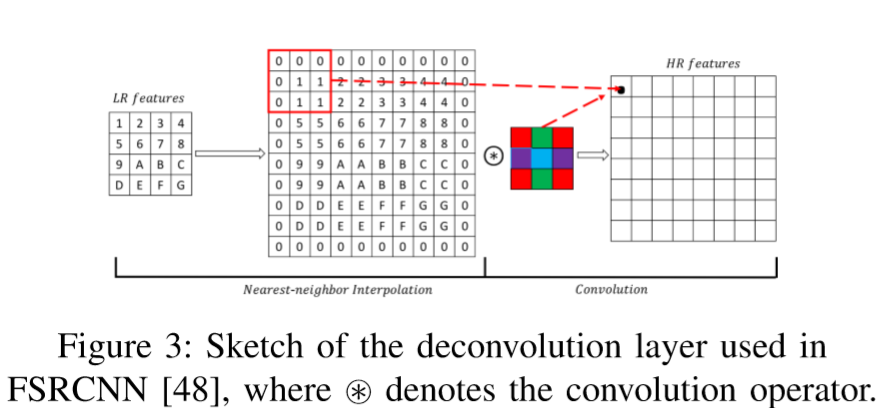 LR features
1 2 3 4
5 6 7 8
9 A B C
D E F G
0 0 0 0 0 0 0 0 0 0
0 1 1 2 2 3 3 4 4 0
0 1 1 2 2 3 3 4 4 0
0 5 5 6 6 7 7 8 8 0
0 5 5 6 6 7 7 8 8 0
0 9 9 A A B B C C 0
0 9 9 A A B B C C 0
0 D D E E F F G G 0
0 D D E E F F G G 0
0 0 0 0 0 0 0 0 0 0
⊛
HR features
Nearest-neighbor Interpolation
Convolution
Figure 3: Sketch of the deconvolution layer used in
FSRCNN [48], where ⊛ denotes the convolution operator.